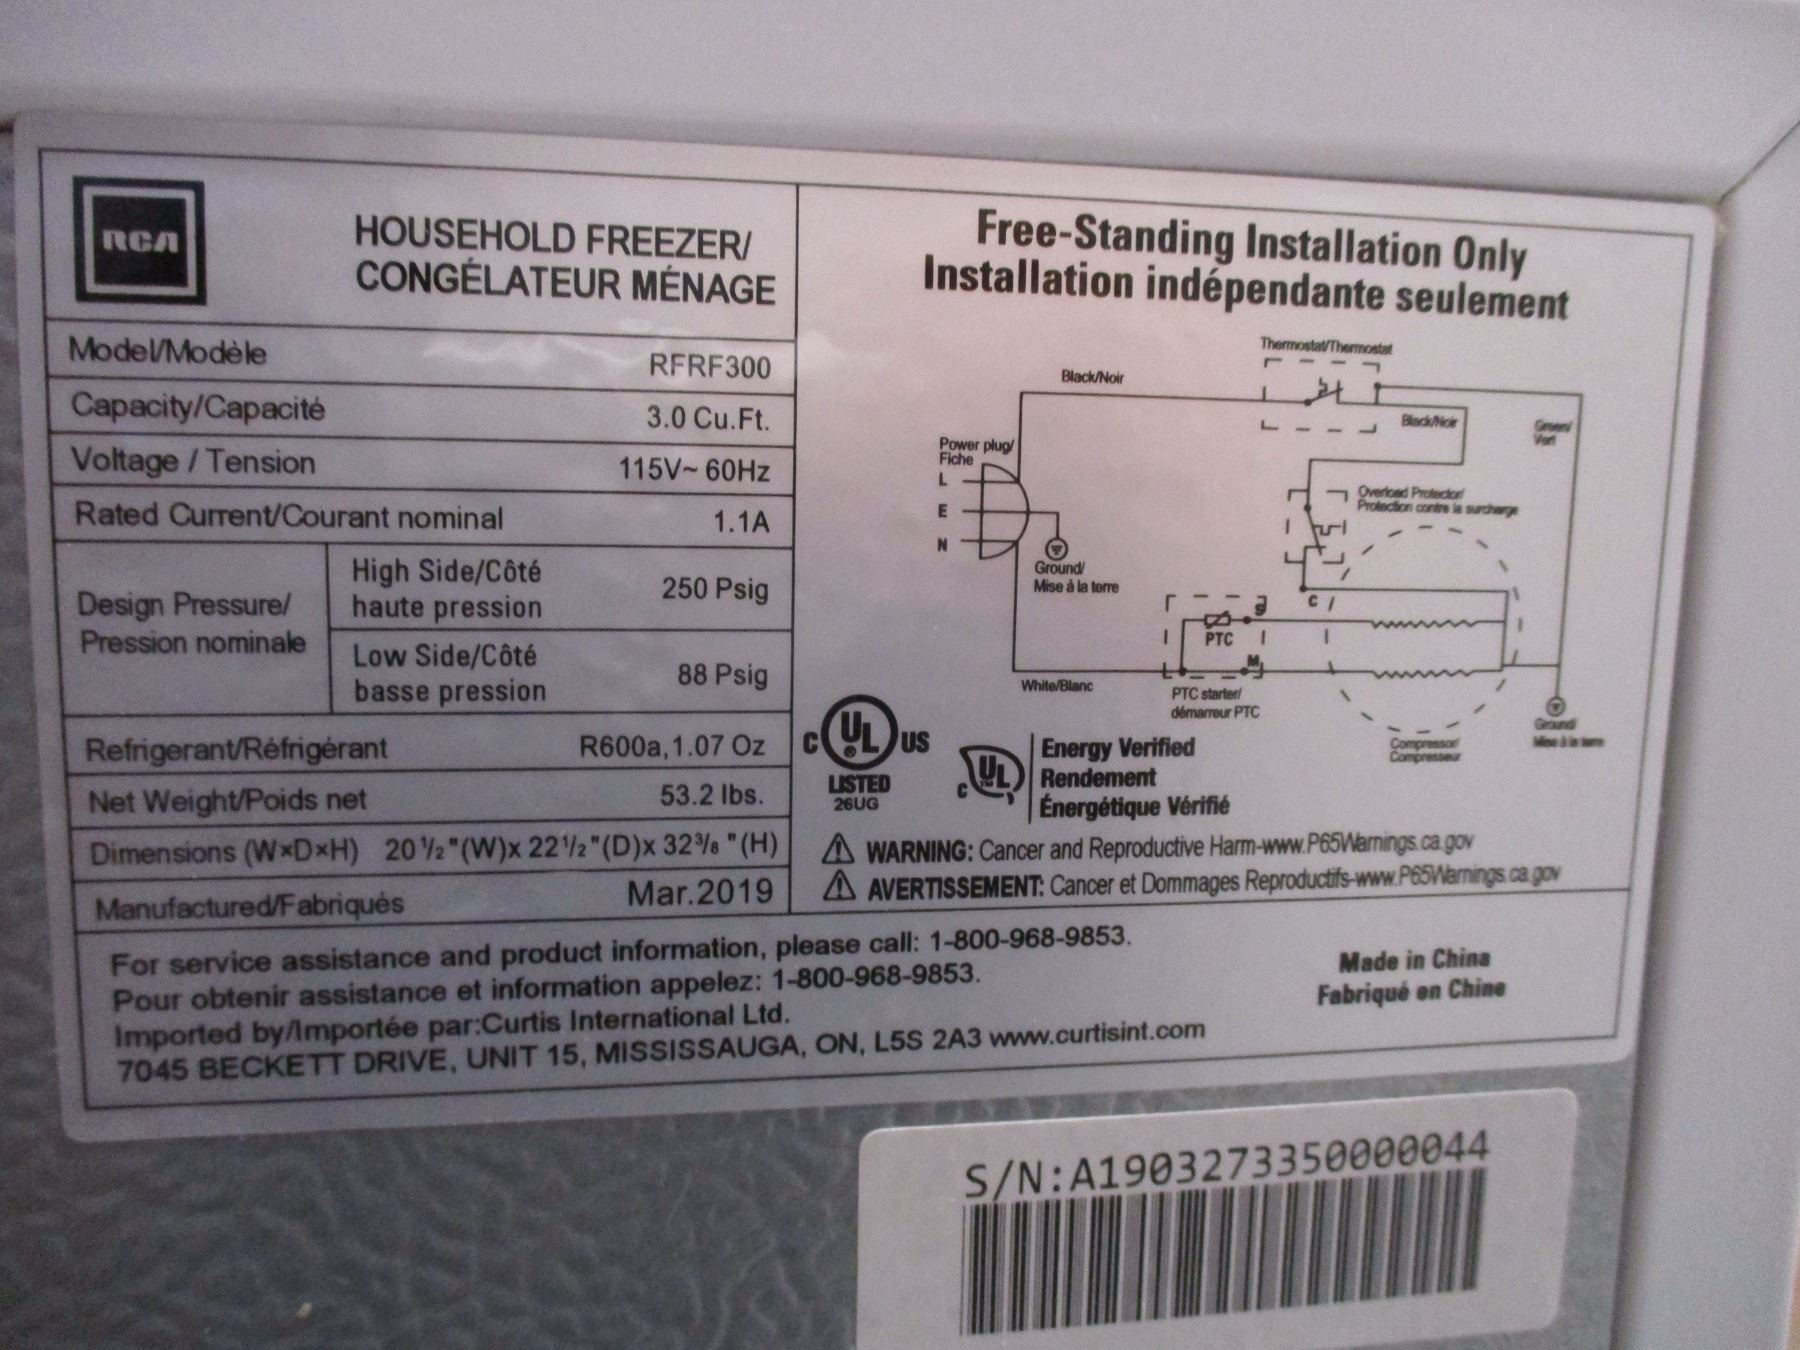 RCA
HOUSEHOLD FREEZER/
CONGÉLATEUR MÉNAGE
Model/Modèle RFRF300
Capacity/Capacité 3.0 Cu.Ft.
Voltage / Tension 115V~ 60Hz
Rated Current/Courant nominal 1.1A
Design Pressure/
Pression nominale
High Side/Côté
haute pression
250 Psig
Low Side/Côté
basse pression
88 Psig
Refrigerant/Réfrigérant R600a,1.07 Oz
Net Weight/Poids net 53.2 lbs.
Dimensions (W×D×H) 20 1/2 "(W)x 22 1/2 "(D)x 32 3/8 "(H)
Manufactured/Fabriqués Mar.2019
Free-Standing Installation Only
Installation indépendante seulement
Thermostat/Thermostat
Black/Noir
Black/Noir
Green/
Vert
Power plug/
Fiche
L
E
N
Ground/
Mise à la terre
Overload Protector/
Protection contre la surcharge
C
S
PTC
M
White/Blanc
PTC starter/
démarreur PTC
Compressor/
Compresseur
Ground/
Mise à la terre
C UL US
®
LISTED
26UG
c UL
TM
Energy Verified
Rendement
Énergétique Vérifié
WARNING: Cancer and Reproductive Harm-www.P65Warnings.ca.gov
AVERTISSEMENT: Cancer et Dommages Reproductifs-www.P65Warnings.ca.gov
For service assistance and product information, please call: 1-800-968-9853.
Pour obtenir assistance et information appelez: 1-800-968-9853.
Imported by/Importée par:Curtis International Ltd.
7045 BECKETT DRIVE, UNIT 15, MISSISSAUGA, ON, L5S 2A3 www.curtisint.com
Made in China
Fabriqué en Chine
S/N:A1903273350000044